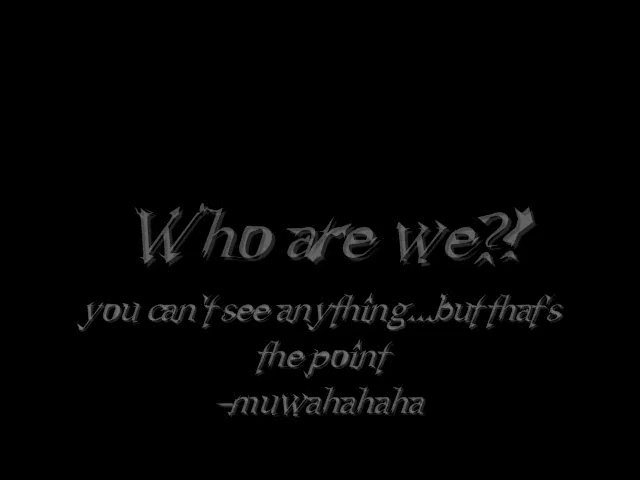 Who are we?!
you can't see anything...but that's
the point
-muwahahaha